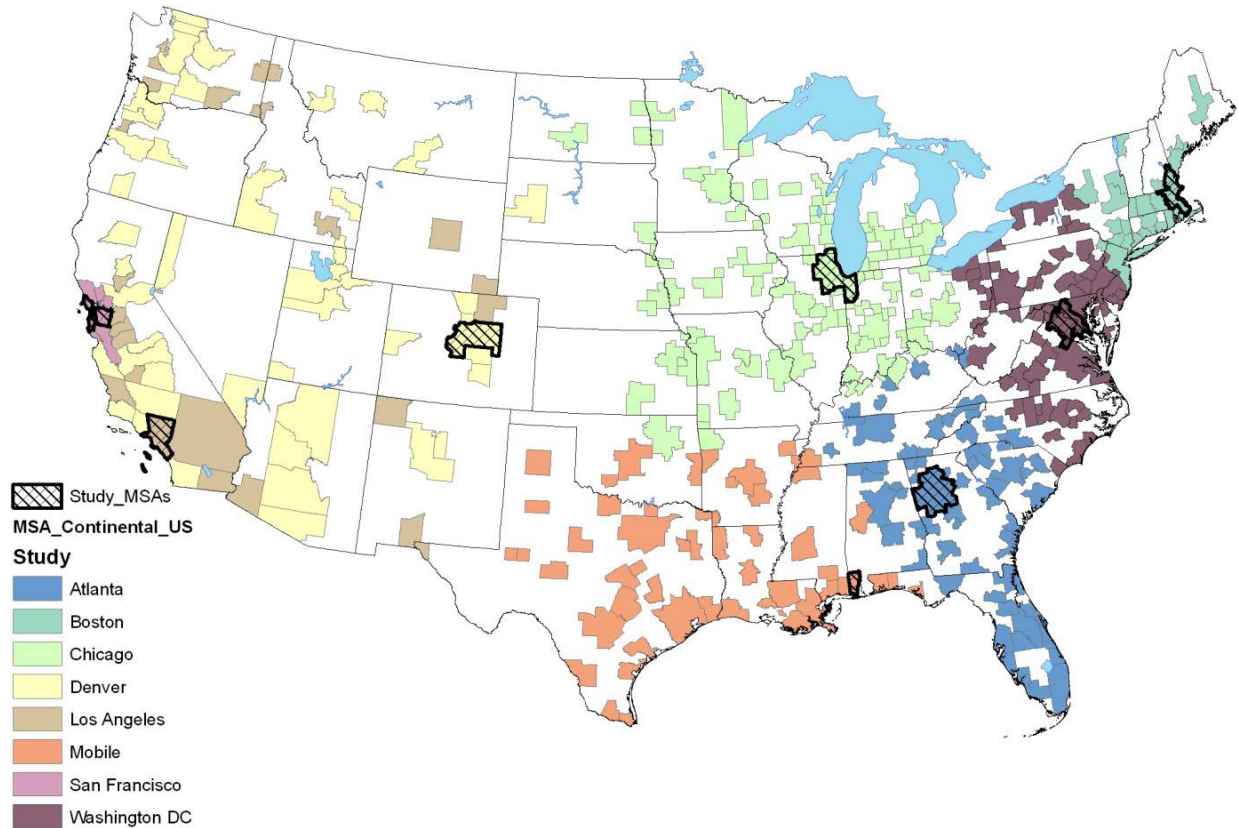 Study_MSAs
MSA_Continental_US
Study
Atlanta
Boston
Chicago
Denver
Los Angeles
Mobile
San Francisco
Washington DC